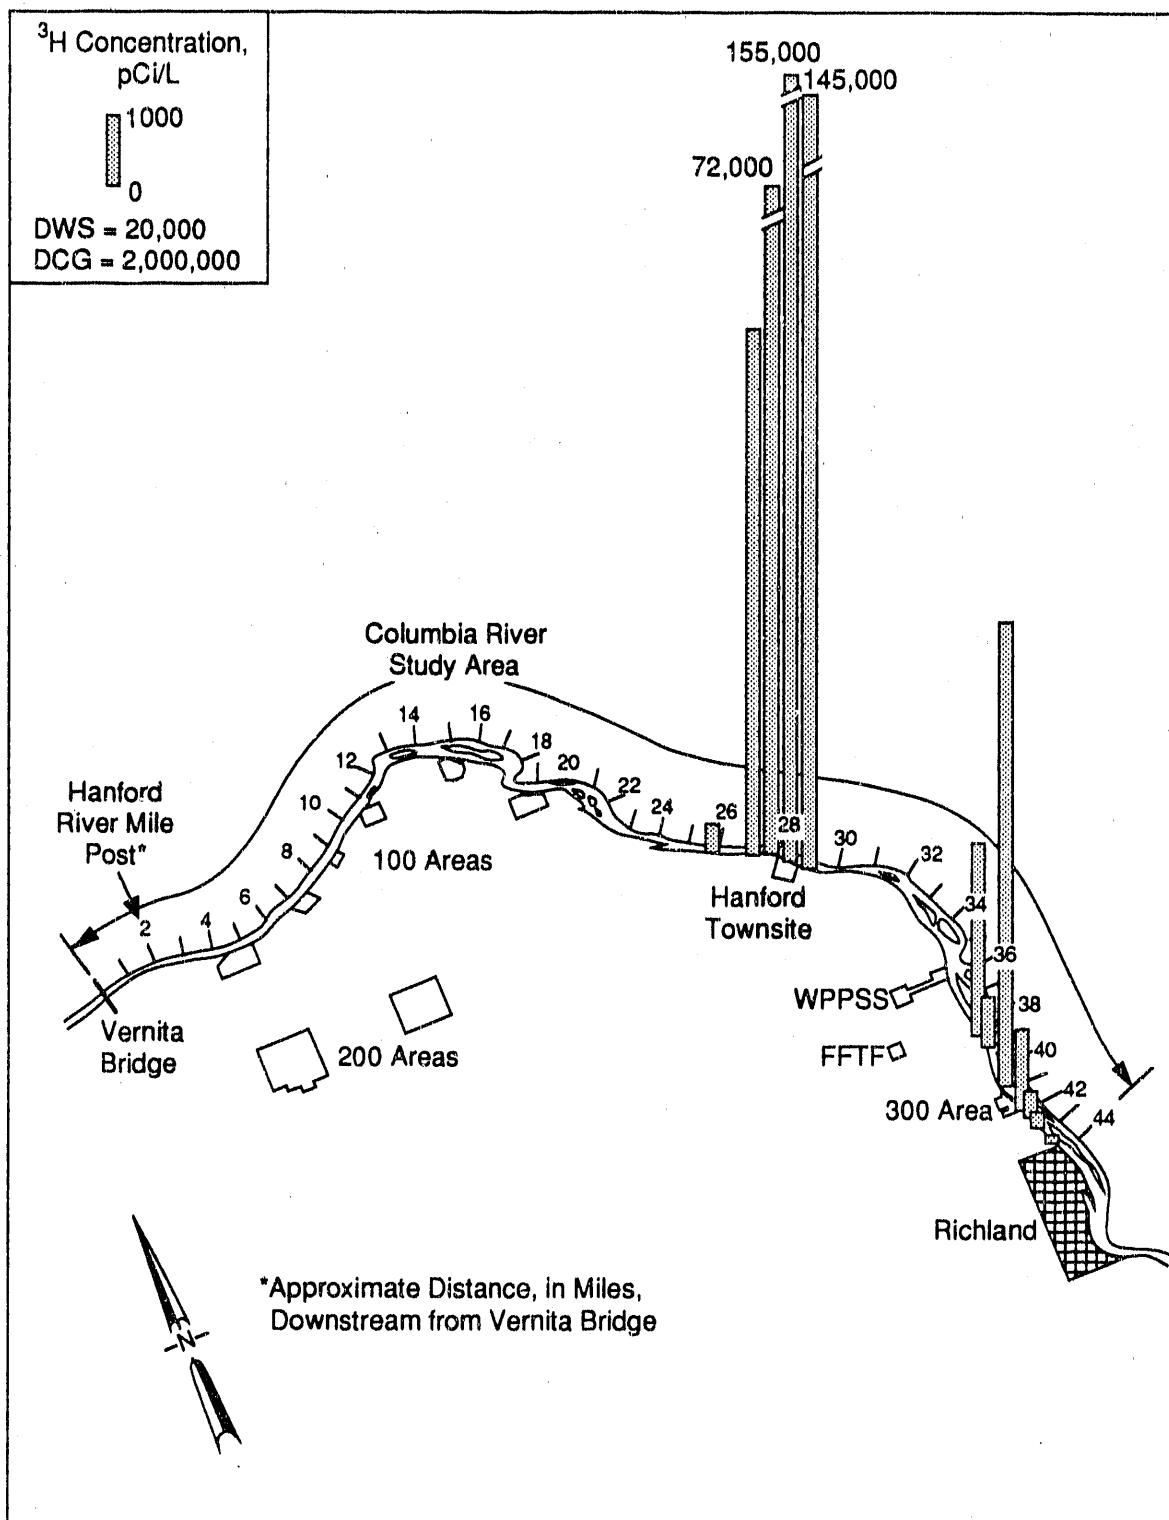 ³H Concentration,
pCi/L
1000
0
DWS = 20,000
DCG = 2,000,000
155,000
145,000
72,000
Columbia River
Study Area
Hanford
River Mile
Post*
2
4
6
8
10
12
14
16
18
20
22
24
26
28
30
32
34
36
38
40
42
44
100 Areas
Hanford
Townsite
WPPSS
FFTF
300 Area
Vernita
Bridge
200 Areas
Richland
N
*Approximate Distance, in Miles,
Downstream from Vernita Bridge